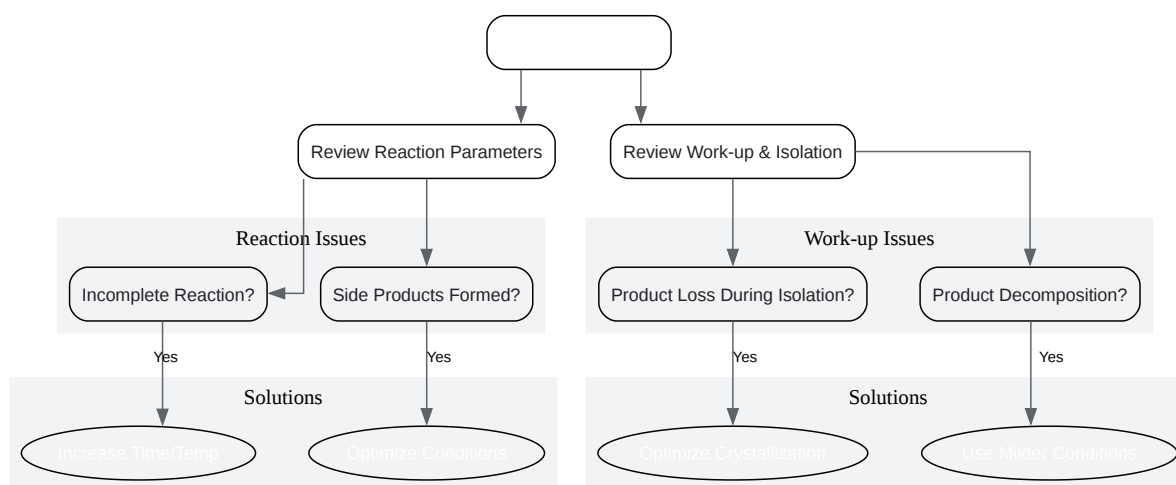 Review Reaction Parameters
Review Work-up & Isolation
Reaction Issues
Work-up Issues
Incomplete Reaction?
Side Products Formed?
Product Loss During Isolation?
Product Decomposition?
Yes
Yes
Yes
Yes
Solutions
Solutions
Increase Time/Temp
Optimize Conditions
Optimize Crystallization
Use Milder Conditions